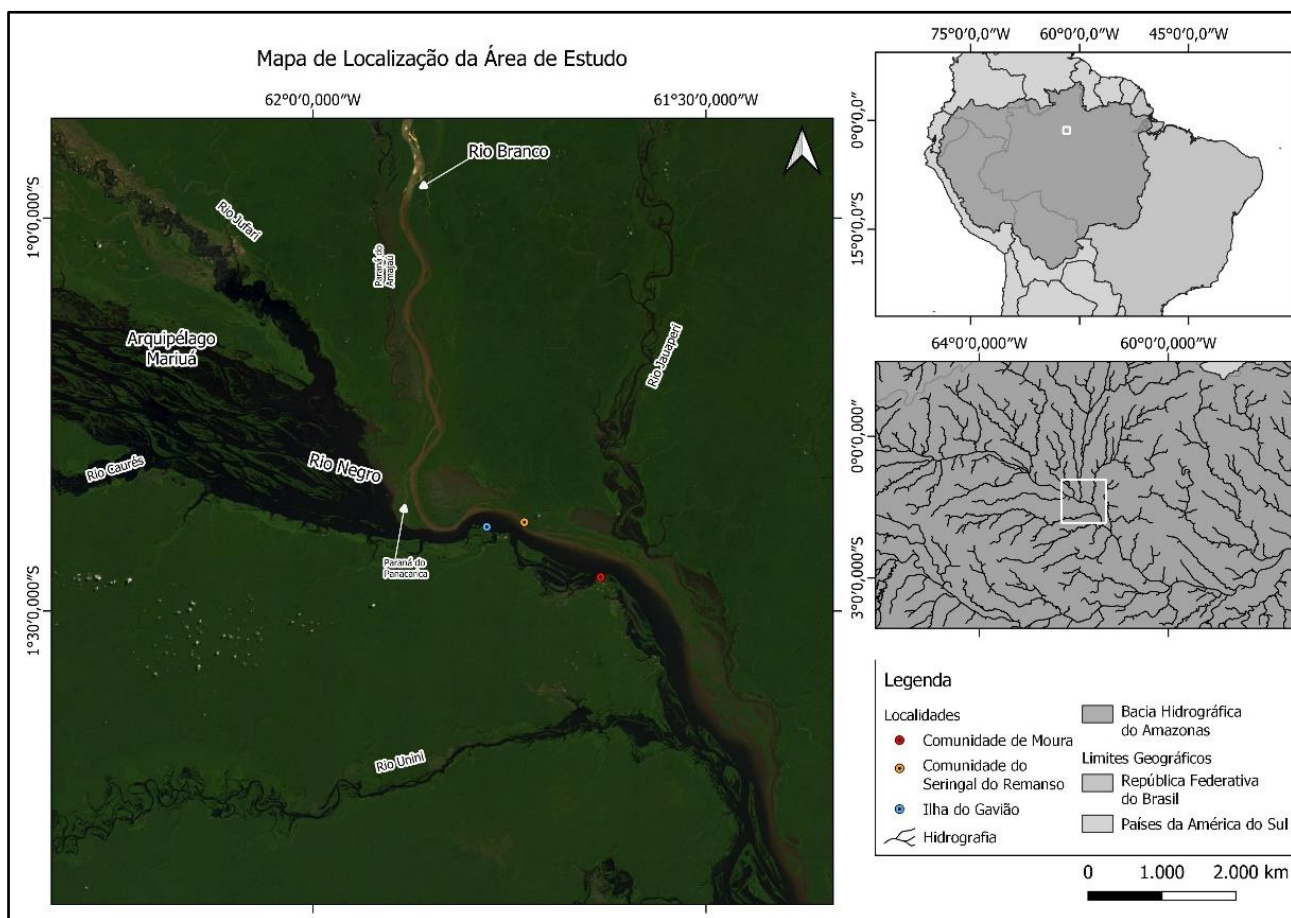 Mapa de Localização da Área de Estudo
62°0'0,000"W
61°30'0,000"W
1°0'0,000"S
1°30'0,000"S
Rio Branco
Rio Jufari
Paraná do
Amajaú
Arquipélago
Mariuá
Rio Jauaperi
Rio Negro
Rio Caurés
Paraná do
Panacarica
Rio Unini
75°0'0,0"W
60°0'0,0"W
45°0'0,0"W
0°0'0,0"
15°0'0,0"S
64°0'0,000"W
60°0'0,000"W
0°0'0,000"
3°0'0,000"S
Legenda
Localidades
Comunidade de Moura
Comunidade do
Seringal do Remanso
Ilha do Gavião
Hidrografia
Bacia Hidrográfica
do Amazonas
Limites Geográficos
República Federativa
do Brasil
Países da América do Sul
0 1.000 2.000 km